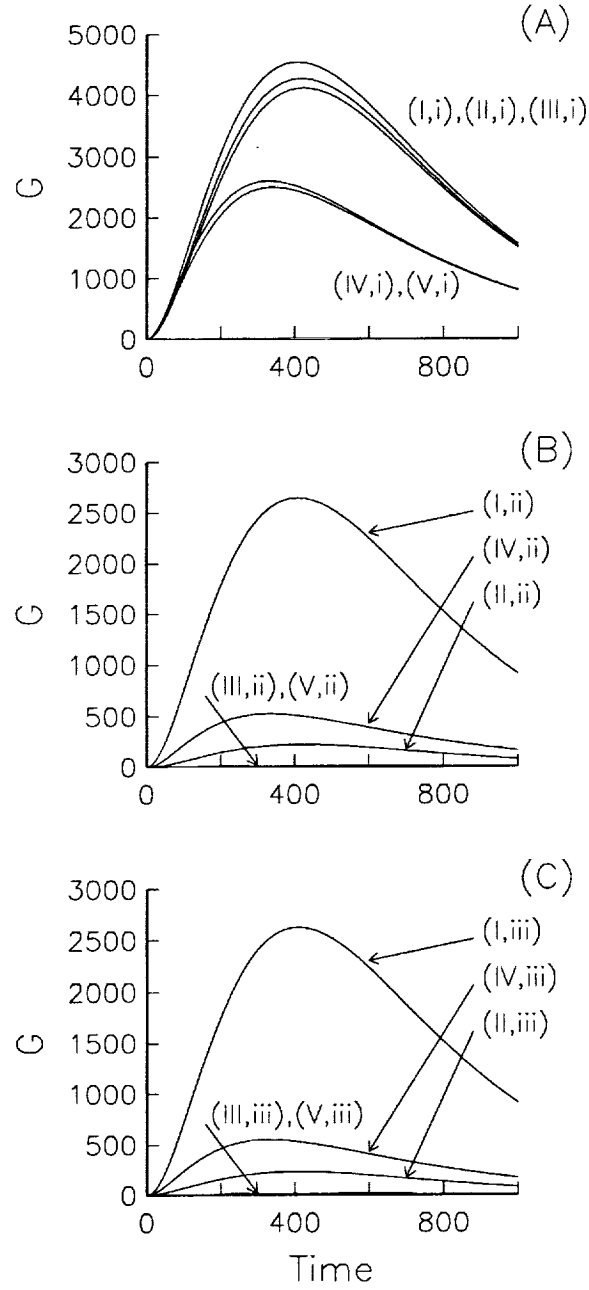 (A)
5000
4000
3000
2000
1000
0
G
(I,i),(II,i),(III,i)
(IV,i),(V,i)
0 400 800
(B)
3000
2500
2000
1500
1000
500
0
G
(I,ii)
(IV,ii)
(II,ii)
(III,ii),(V,ii)
0 400 800
(C)
3000
2500
2000
1500
1000
500
0
G
(I,iii)
(IV,iii)
(II,iii)
(III,iii),(V,iii)
0 400 800
Time